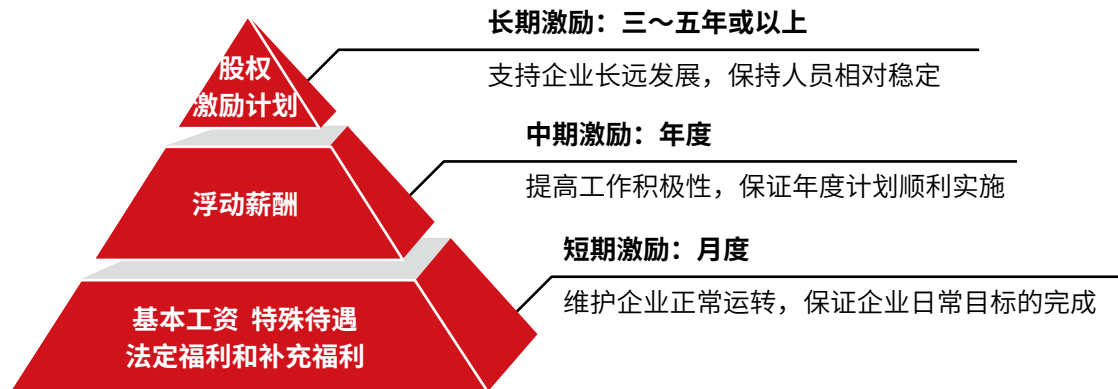 长期激励：三～五年或以上
股权
激励计划
支持企业长远发展，保持人员相对稳定
中期激励：年度
浮动薪酬
提高工作积极性，保证年度计划顺利实施
短期激励：月度
基本工资 特殊待遇
法定福利和补充福利
维护企业正常运转，保证企业日常目标的完成